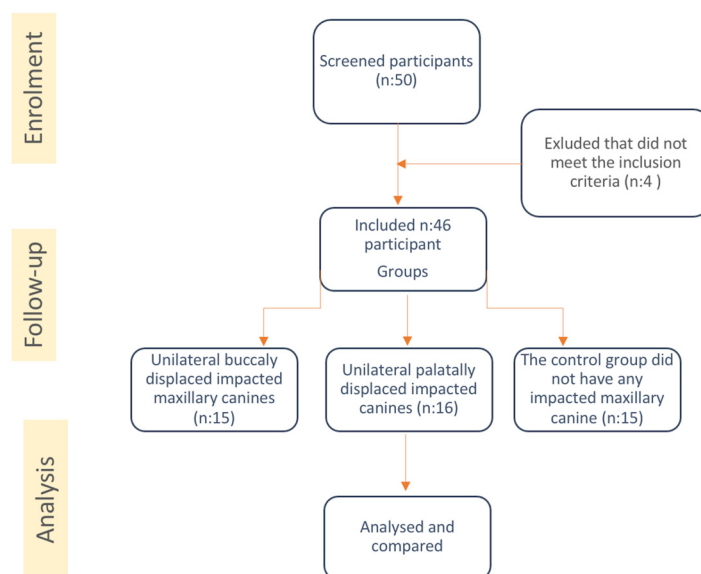 Enrolment
Screened participants
(n:50)
Exluded that did not
meet the inclusion
criteria (n:4 )
Included n:46
participant
Groups
Follow-up
Unilateral buccaly
displaced impacted
maxillary canines
(n:15)
Unilateral palatally
displaced impacted
canines (n:16)
The control group did
not have any
impacted maxillary
canine (n:15)
Analysis
Analysed and
compared